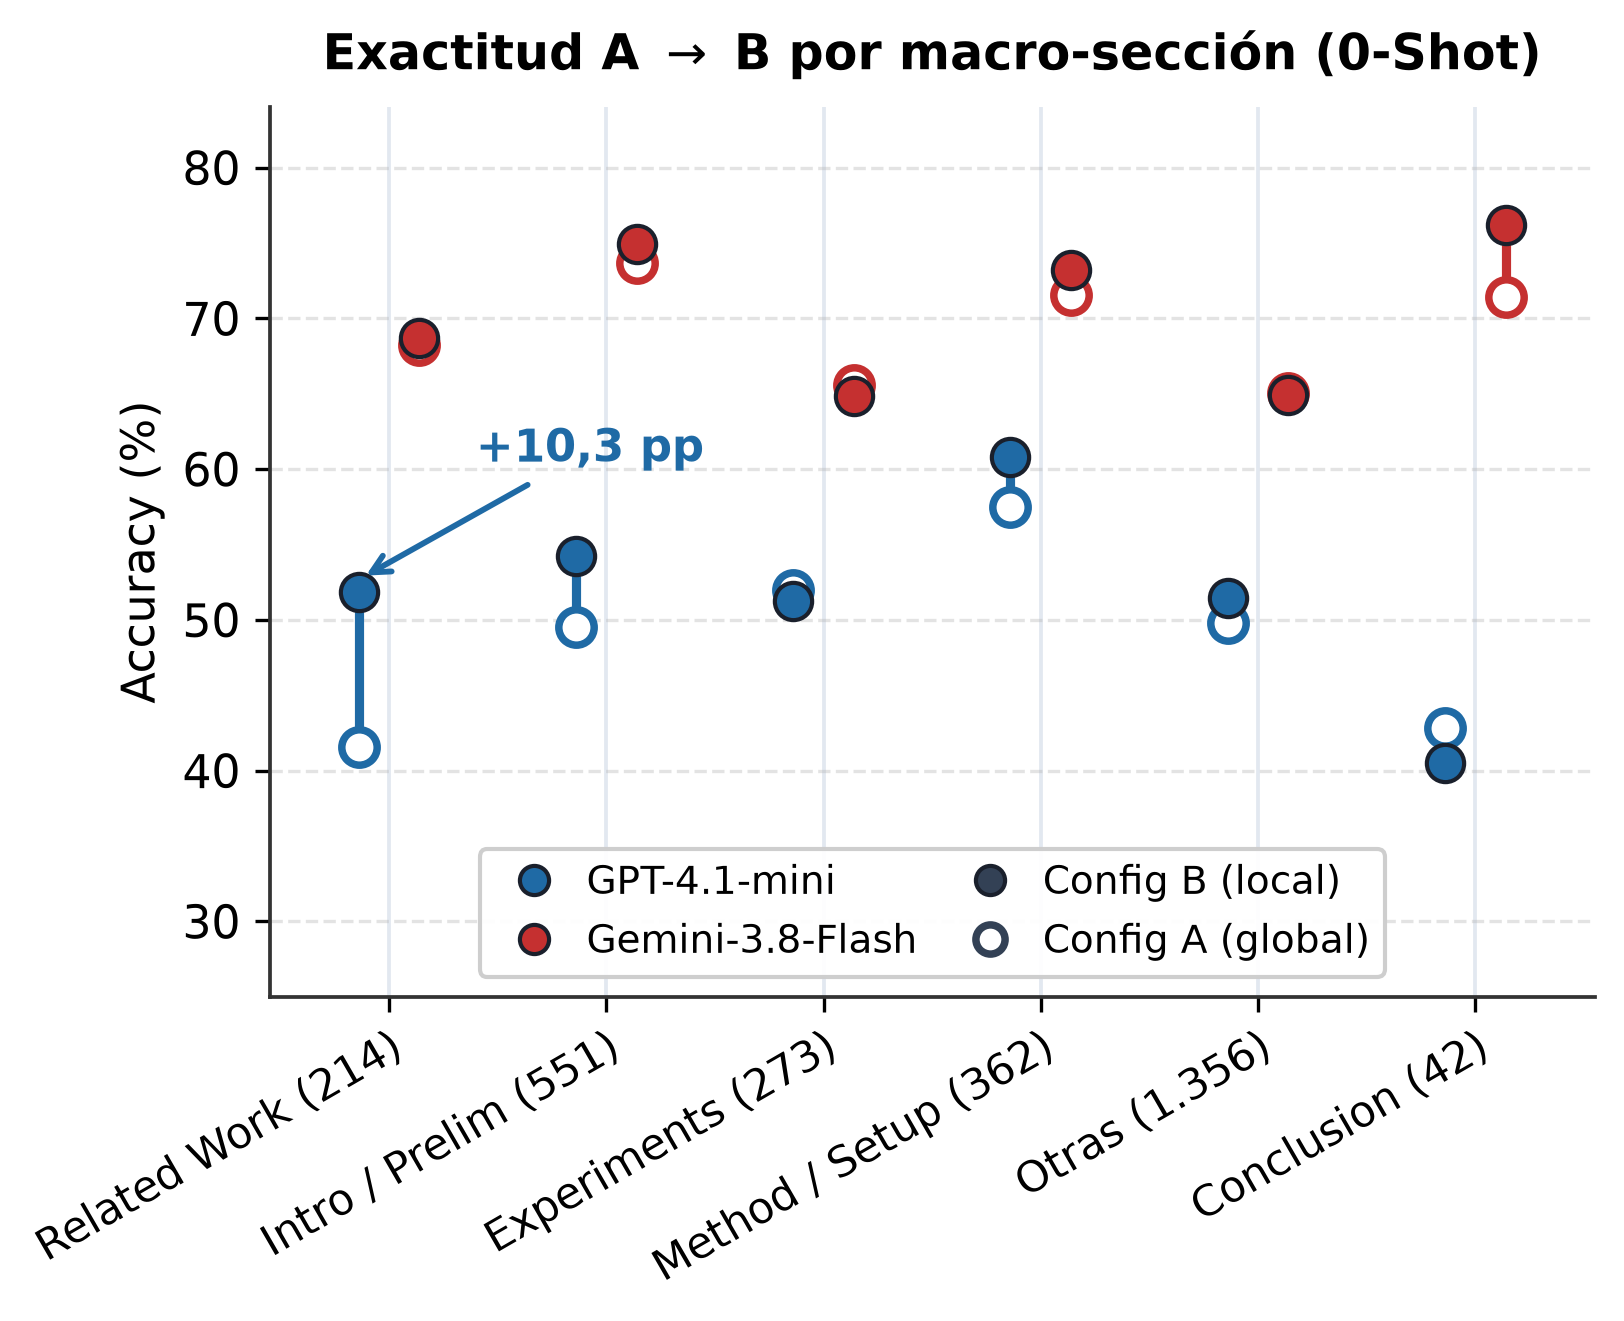 Exactitud A → B por macro-sección (0-Shot)
Accuracy (%)
80
70
60
50
40
30
+10,3 pp
GPT-4.1-mini
Gemini-3.8-Flash
Config B (local)
Config A (global)
Related Work (214)
Intro / Prelim (551)
Experiments (273)
Method / Setup (362)
Otras (1.356)
Conclusion (42)